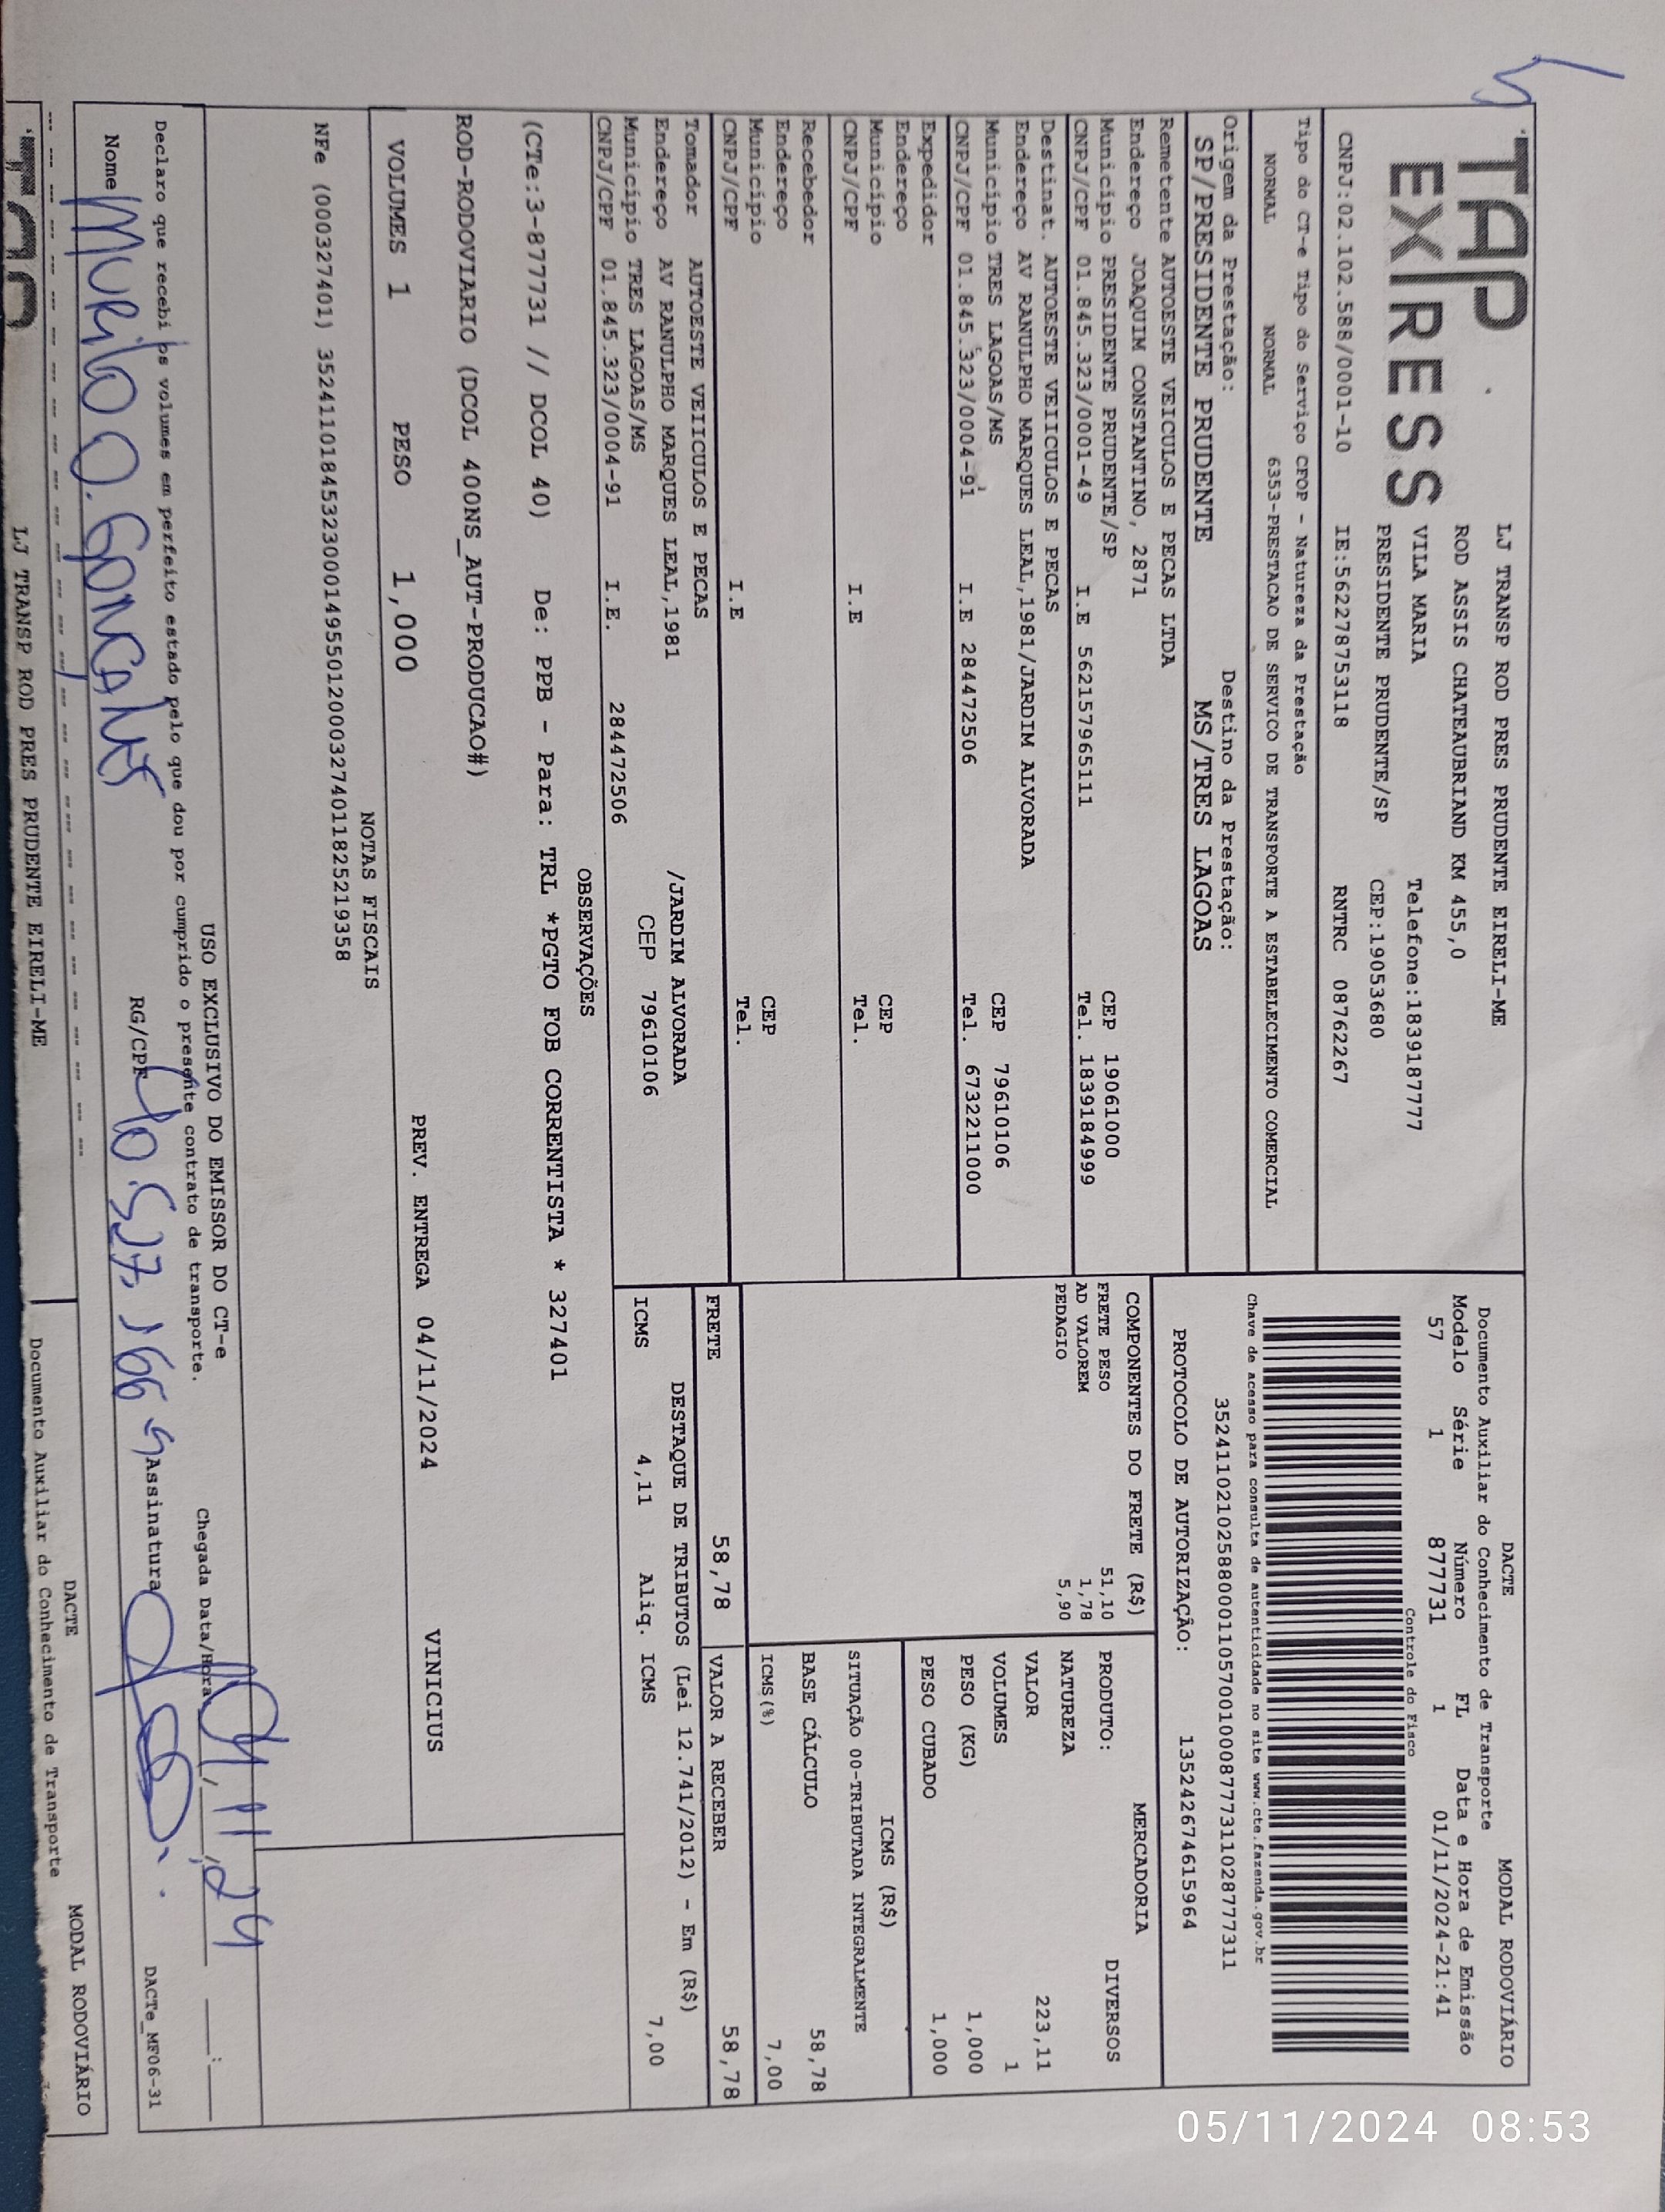 TAP
EXPRESS
LJ TRANSP ROD PRES PRUDENTE EIRELI-ME
ROD ASSIS CHATEAUBRIAND KM 455,0
VILA MARIA Telefone:1839187777
PRESIDENTE PRUDENTE/SP CEP:19053680
CNPJ:02.102.588/0001-10 IE:562278753118 RNTRC 08762267
Tipo do CT-e Tipo do Serviço CFOP - Natureza da Prestação
NORMAL NORMAL 6353-PRESTACAO DE SERVICO DE TRANSPORTE A ESTABELECIMENTO COMERCIAL
Origem da Prestação: Destino da Prestação:
SP/PRESIDENTE PRUDENTE MS/TRES LAGOAS
DACTE MODAL RODOVIÁRIO
Documento Auxiliar do Conhecimento de Transporte
Modelo Série Número FL Data e Hora de Emissão
57 1 877731 1 01/11/2024-21:41
Controle do Fisco
Chave de acesso para consulta de autenticidade no site www.cte.fazenda.gov.br
PROTOCOLO DE AUTORIZAÇÃO: 135242674615964
Remetente AUTOESTE VEICULOS E PECAS LTDA
Endereço JOAQUIM CONSTANTINO, 2871
Município PRESIDENTE PRUDENTE/SP CEP 19061000
CNPJ/CPF 01.845.323/0001-49 I.E 562157965111 Tel. 1839184999
Destinat. AUTOESTE VEIICULOS E PECAS
Endereço AV RANULPHO MARQUES LEAL,1981/JARDIM ALVORADA
Município TRES LAGOAS/MS CEP 79610106
CNPJ/CPF 01.845.323/0004-91 I.E 284472506 Tel. 6732211000
Expedidor
Endereço
Município CEP
CNPJ/CPF I.E Tel.
Recebedor
Endereço
Município CEP
CNPJ/CPF I.E Tel.
Tomador AUTOESTE VEIICULOS E PECAS
Endereço AV RANULPHO MARQUES LEAL,1981 /JARDIM ALVORADA
Município TRES LAGOAS/MS CEP 79610106
CNPJ/CPF 01.845.323/0004-91 I.E. 284472506
COMPONENTES DO FRETE (R$)
FRETE PESO 51,10
AD VALOREM 1,78
PEDAGIO 5,90
MERCADORIA
PRODUTO: DIVERSOS
NATUREZA
VALOR 223,11
VOLUMES 1
PESO (KG) 1,000
PESO CUBADO 1,000
ICMS (R$)
SITUAÇÃO 00-TRIBUTADA INTEGRALMENTE
BASE CÁLCULO 58,78
ICMS(%) 7,00
FRETE 58,78 VALOR A RECEBER 58,78
DESTAQUE DE TRIBUTOS (Lei 12.741/2012) - Em (R$)
ICMS 4,11 Aliq. ICMS 7,00
OBSERVAÇÕES
(CTe:3-877731 // DCOL 40) De: PPB - Para: TRL *PGTO FOB CORRENTISTA * 327401
ROD-RODOVIARIO (DCOL 400NS_AUT-PRODUCAO#)
VOLUMES 1 PESO 1,000 PREV. ENTREGA 04/11/2024 VINICIUS
NOTAS FISCAIS
NFe (000327401) 35241101845323000149550120003274011825219358
USO EXCLUSIVO DO EMISSOR DO CT-e
Declaro que recebi os volumes em perfeito estado pelo que dou por cumprido o presente contrato de transporte.
Chegada Data/Hora 04/11/24
Nome Murilo O. Goncalves RG/CPF Assinatura
DACTe_MF06-31
TAP
LJ TRANSP ROD PRES PRUDENTE EIRELI-ME
DACTE MODAL RODOVIÁRIO
Documento Auxiliar do Conhecimento de Transporte
05/11/2024 08:53